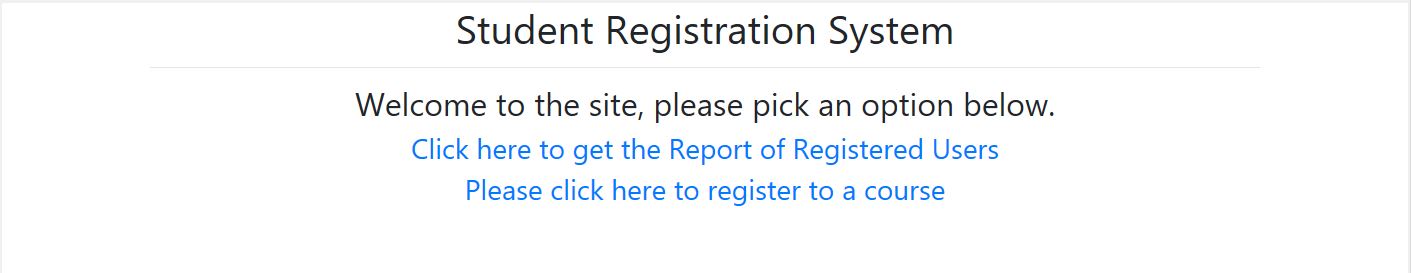 Student Registration System
Welcome to the site, please pick an option below.
Click here to get the Report of Registered Users
Please click here to register to a course